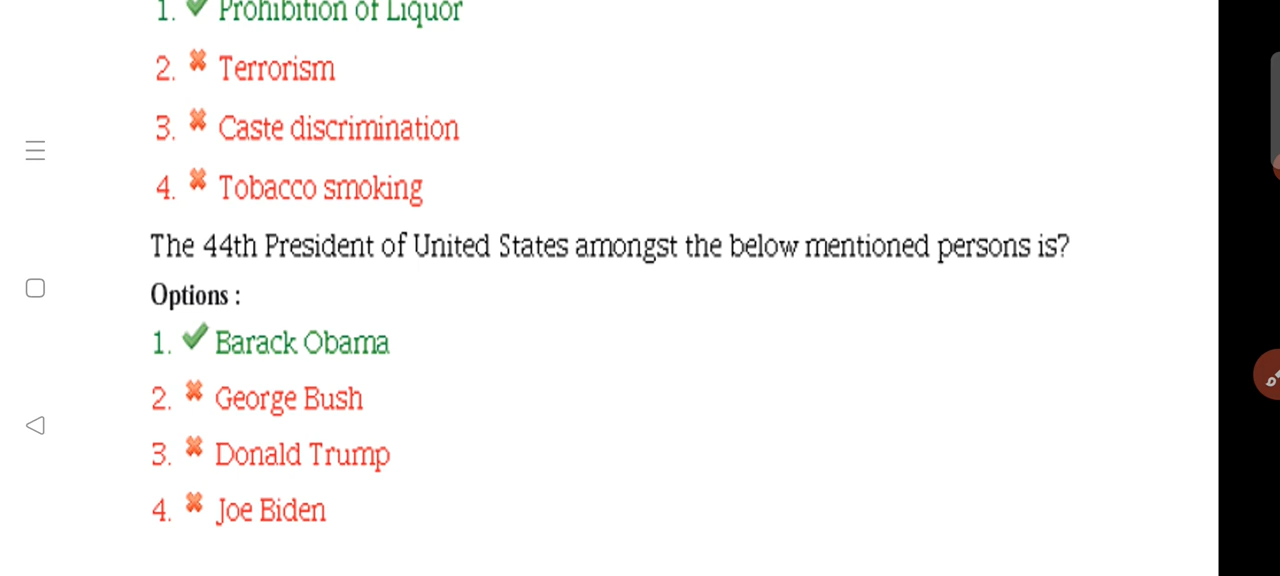 1. Prohibition of Liquor
2. Terrorism
3. Caste discrimination
4. Tobacco smoking
The 44th President of United States amongst the below mentioned persons is?
Options :
1. Barack Obama
2. George Bush
3. Donald Trump
4. Joe Biden